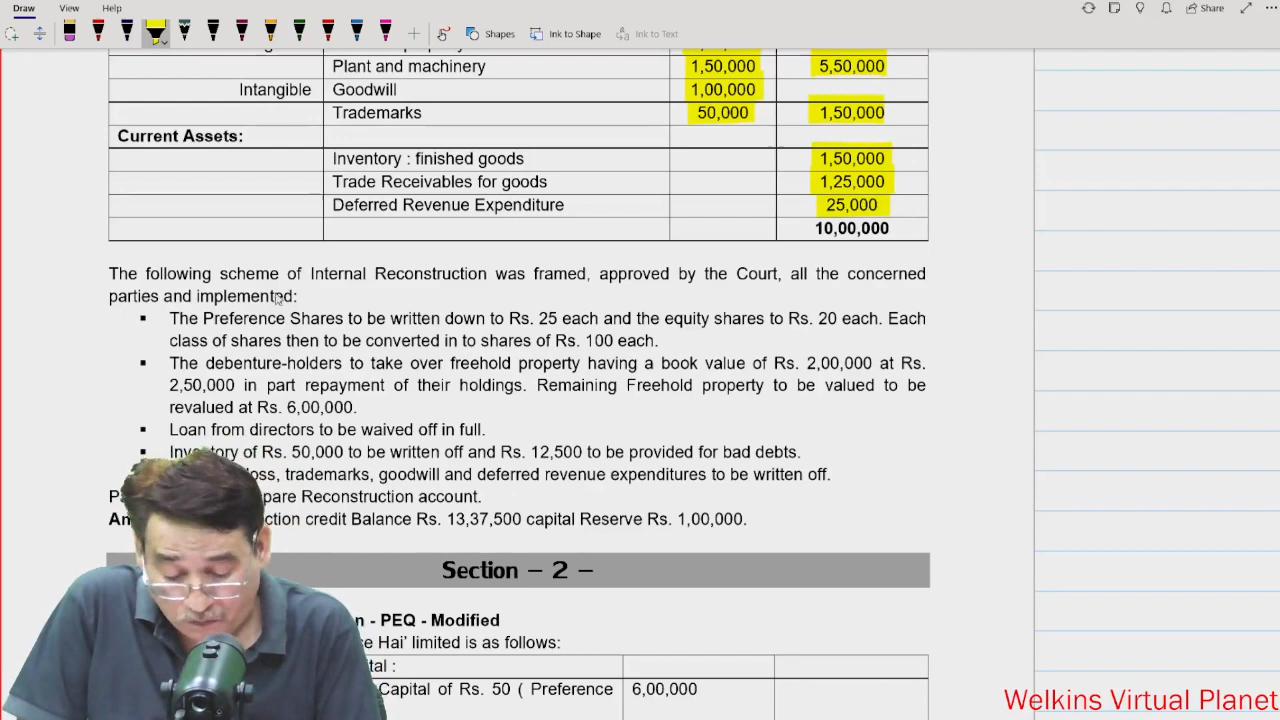 Draw View Help
Share
Shapes Ink to Shape Ink to Text
Plant and machinery 1,50,000 5,50,000
Intangible Goodwill 1,00,000
Trademarks 50,000 1,50,000
Current Assets:
Inventory : finished goods 1,50,000
Trade Receivables for goods 1,25,000
Deferred Revenue Expenditure 25,000
10,00,000
The following scheme of Internal Reconstruction was framed, approved by the Court, all the concerned
parties and implemented:
▪ The Preference Shares to be written down to Rs. 25 each and the equity shares to Rs. 20 each. Each
class of shares then to be converted in to shares of Rs. 100 each.
▪ The debenture-holders to take over freehold property having a book value of Rs. 2,00,000 at Rs.
2,50,000 in part repayment of their holdings. Remaining Freehold property to be valued to be
revalued at Rs. 6,00,000.
▪ Loan from directors to be waived off in full.
▪ Inventory of Rs. 50,000 to be written off and Rs. 12,500 to be provided for bad debts.
loss, trademarks, goodwill and deferred revenue expenditures to be written off.
Reconstruction account.
credit Balance Rs. 13,37,500 capital Reserve Rs. 1,00,000.
Section – 2 –
- PEQ - Modified
Hai' limited is as follows:
Capital of Rs. 50 ( Preference 6,00,000
Welkins Virtual Planet